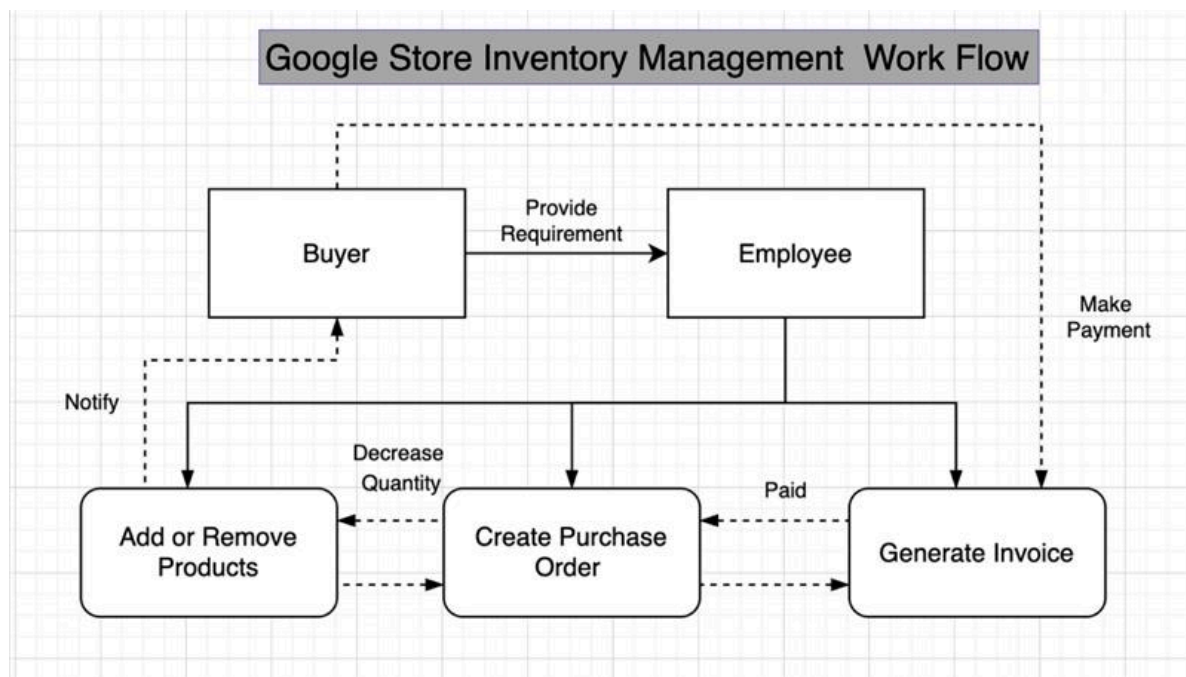 Google Store Inventory Management  Work Flow
Provide
Requirement
Buyer
Employee
Make
Payment
Notify
Decrease
Quantity
Paid
Add or Remove
Products
Create Purchase
Order
Generate Invoice